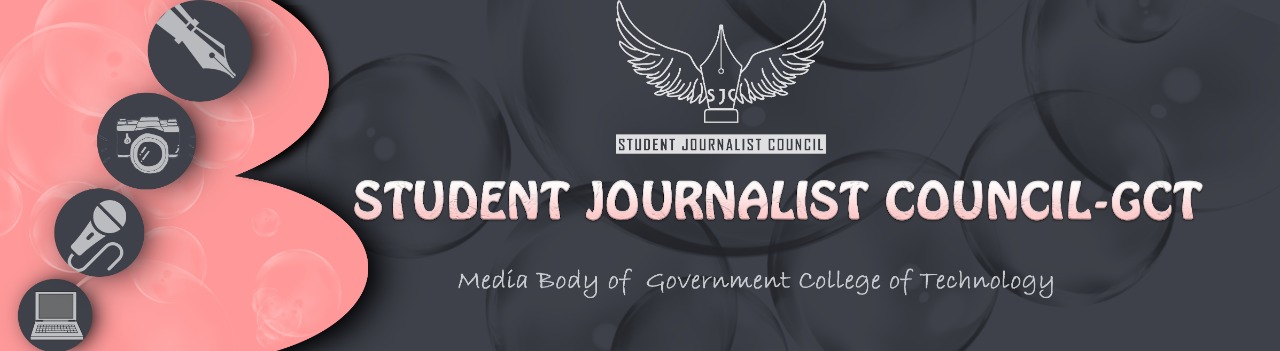 SJC
STUDENT JOURNALIST COUNCIL
STUDENT JOURNALIST COUNCIL-GCT
Media Body of Government College of Technology